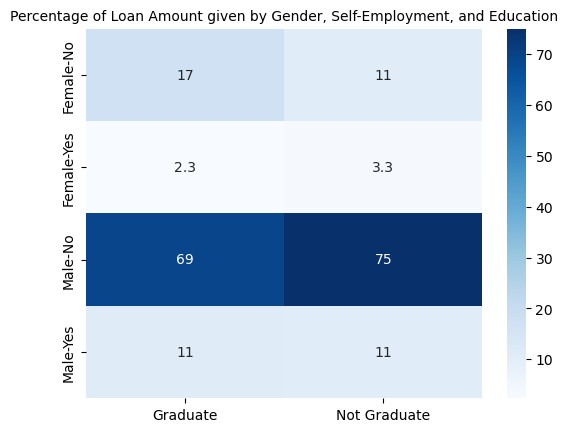 Percentage of Loan Amount given by Gender, Self-Employment, and Education
Female-No
17
11
Female-Yes
2.3
3.3
Male-No
69
75
Male-Yes
11
11
Graduate
Not Graduate
70
60
50
40
30
20
10